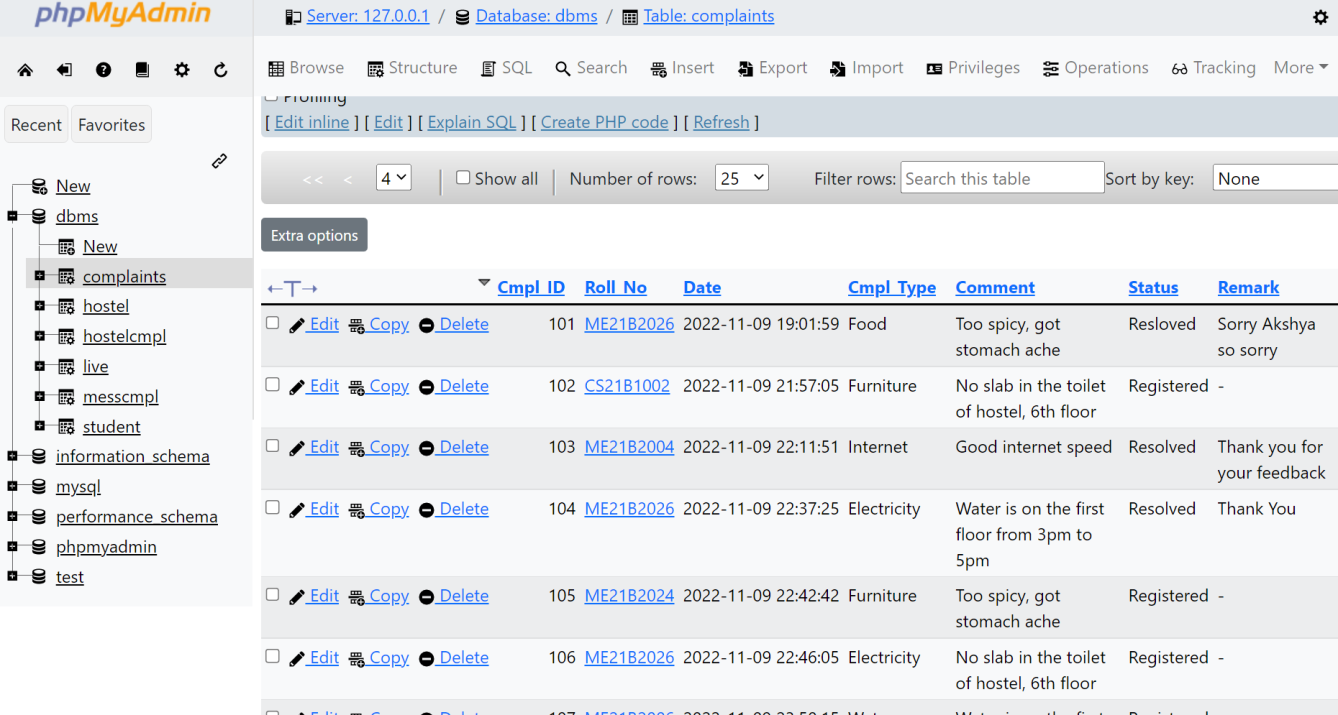 phpMyAdmin
Server: 127.0.0.1 / Database: dbms / Table: complaints
Browse Structure SQL Search Insert Export Import Privileges Operations Tracking More
Recent Favorites
New
dbms
New
complaints
hostel
hostelcmpl
live
messcmpl
student
information_schema
mysql
performance_schema
phpmyadmin
test
Profiling
[ Edit inline ] [ Edit ] [ Explain SQL ] [ Create PHP code ] [ Refresh ]
<< < 4 Show all Number of rows: 25 Filter rows: Search this table Sort by key: None
Extra options
←T→ Cmpl_ID Roll_No Date Cmpl_Type Comment Status Remark
Edit Copy Delete 101 ME21B2026 2022-11-09 19:01:59 Food Too spicy, got Resloved Sorry Akshya
stomach ache so sorry
Edit Copy Delete 102 CS21B1002 2022-11-09 21:57:05 Furniture No slab in the toilet Registered -
of hostel, 6th floor
Edit Copy Delete 103 ME21B2004 2022-11-09 22:11:51 Internet Good internet speed Resolved Thank you for
your feedback
Edit Copy Delete 104 ME21B2026 2022-11-09 22:37:25 Electricity Water is on the first Resolved Thank You
floor from 3pm to
5pm
Edit Copy Delete 105 ME21B2024 2022-11-09 22:42:42 Furniture Too spicy, got Registered -
stomach ache
Edit Copy Delete 106 ME21B2026 2022-11-09 22:46:05 Electricity No slab in the toilet Registered -
of hostel, 6th floor